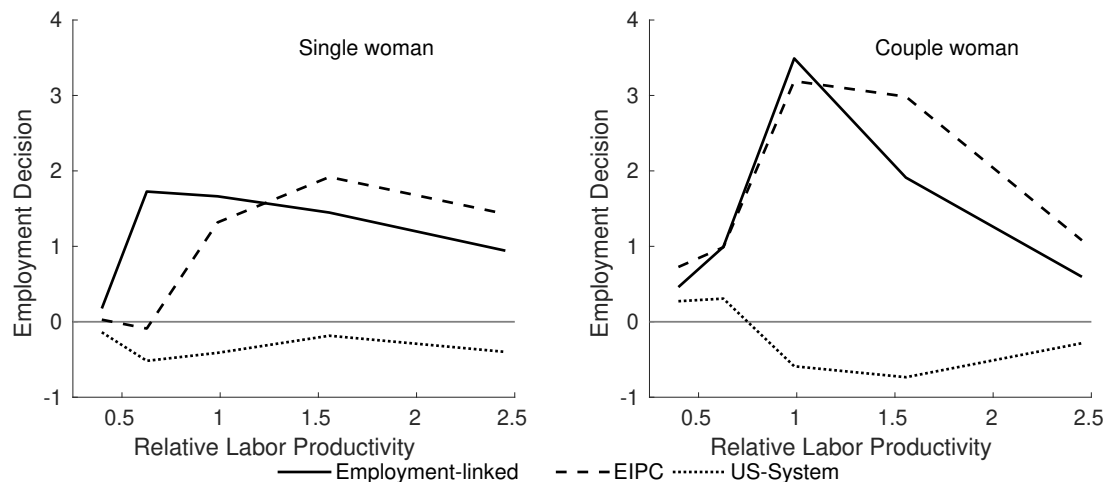 Single woman
Employment Decision
4
3
2
1
0
-1
0.5 1 1.5 2 2.5
Relative Labor Productivity
Couple woman
Employment Decision
4
3
2
1
0
-1
0.5 1 1.5 2 2.5
Relative Labor Productivity
Employment-linked EIPC US-System